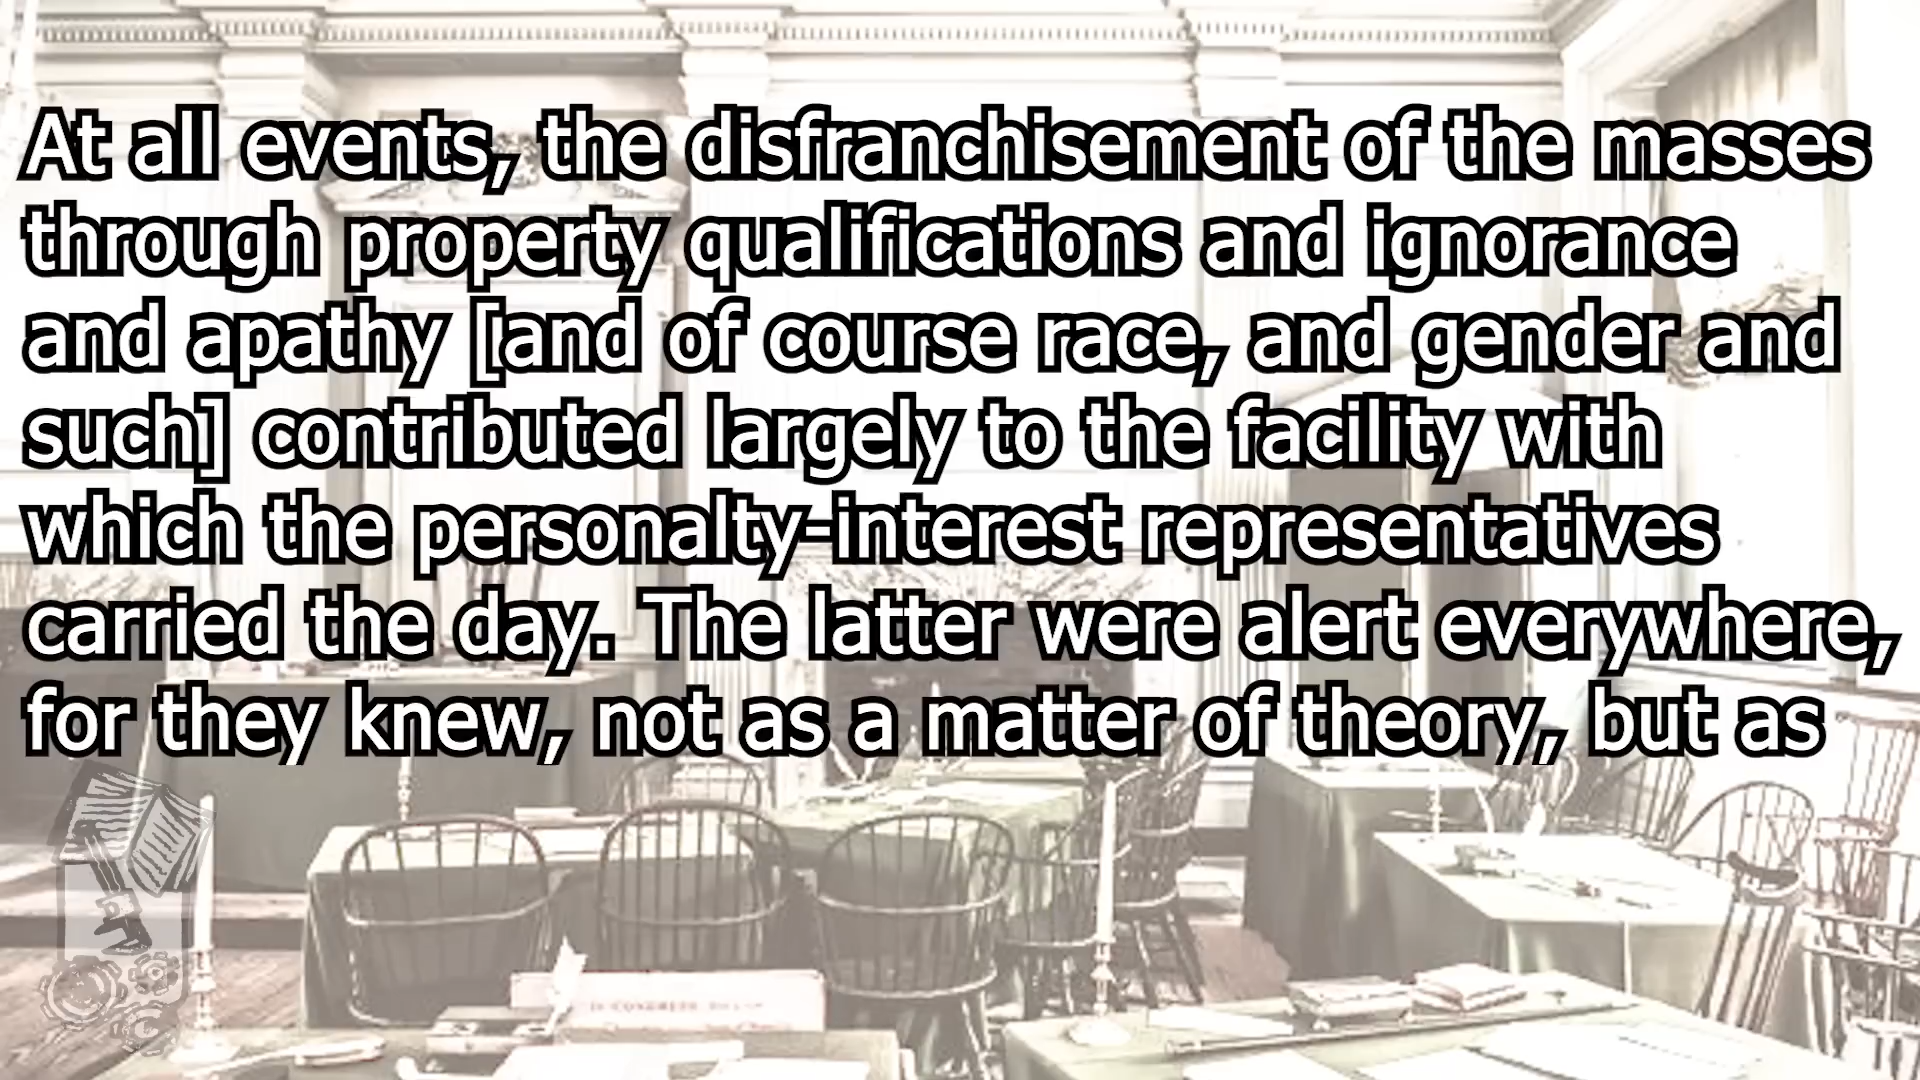 At all events, the disfranchisement of the masses
through property qualifications and ignorance
and apathy [and of course race, and gender and
such] contributed largely to the facility with
which the personalty-interest representatives
carried the day. The latter were alert everywhere,
for they knew, not as a matter of theory, but as